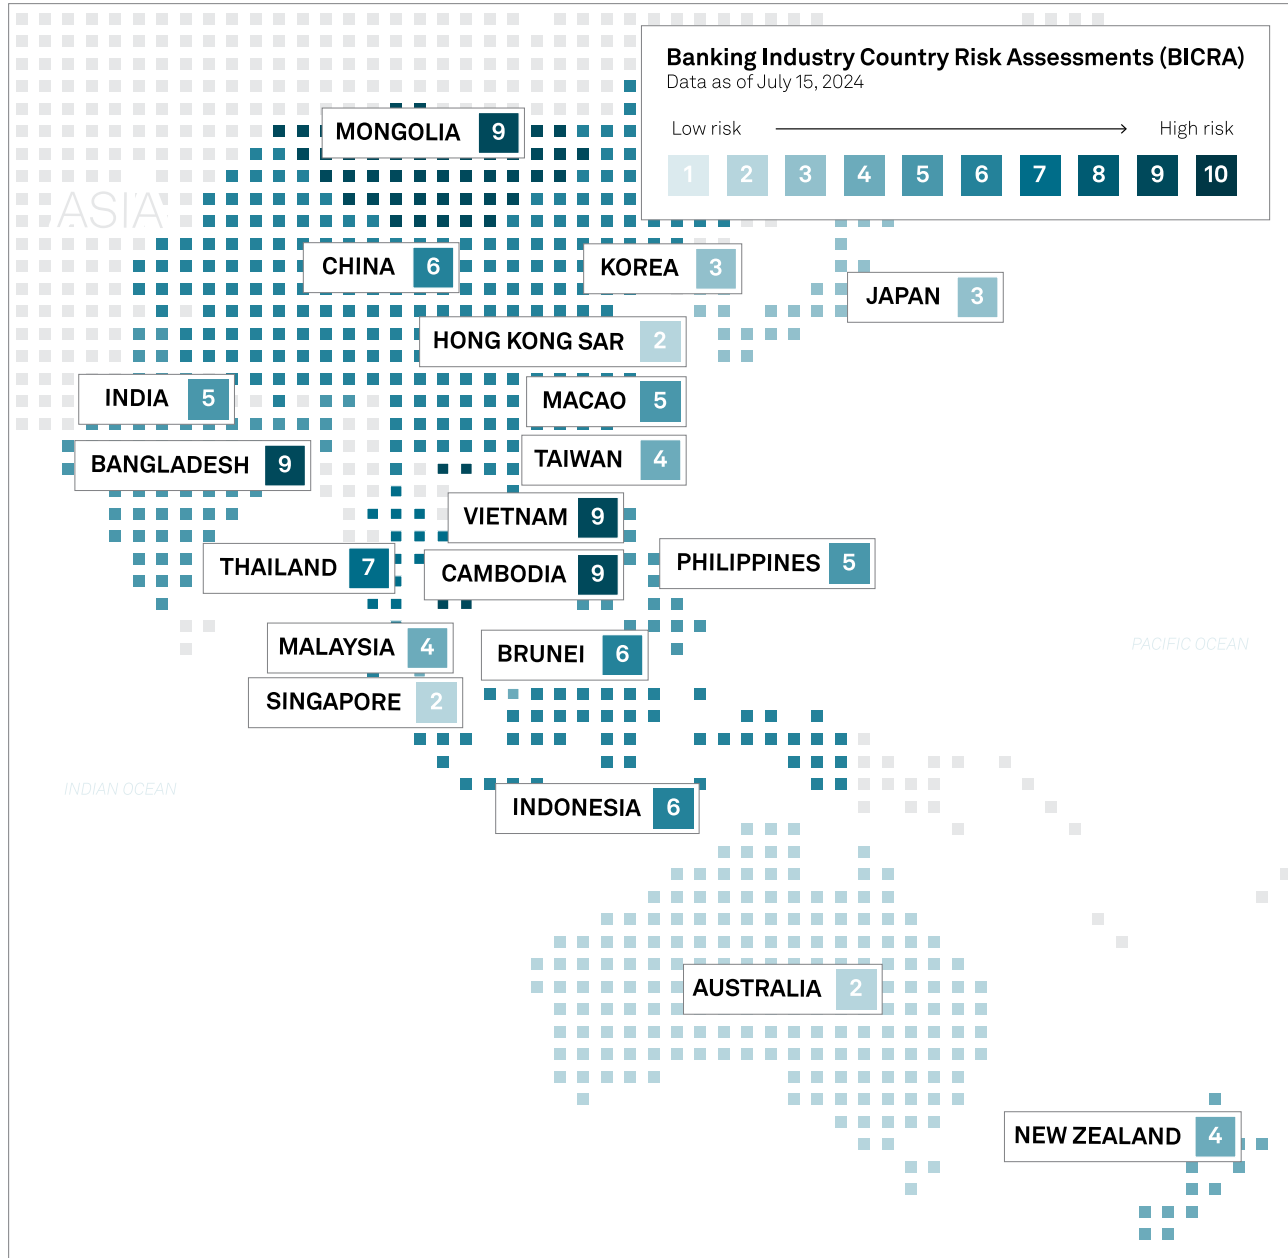 Banking Industry Country Risk Assessments (BICRA)
Data as of July 15, 2024
Low risk High risk
1 2 3 4 5 6 7 8 9 10
MONGOLIA 9
ASIA
CHINA 6
KOREA 3
JAPAN 3
HONG KONG SAR 2
INDIA 5
MACAO 5
TAIWAN 4
BANGLADESH 9
VIETNAM 9
THAILAND 7
CAMBODIA 9
PHILIPPINES 5
MALAYSIA 4
BRUNEI 6
PACIFIC OCEAN
SINGAPORE 2
INDIAN OCEAN
INDONESIA 6
AUSTRALIA 2
NEW ZEALAND 4